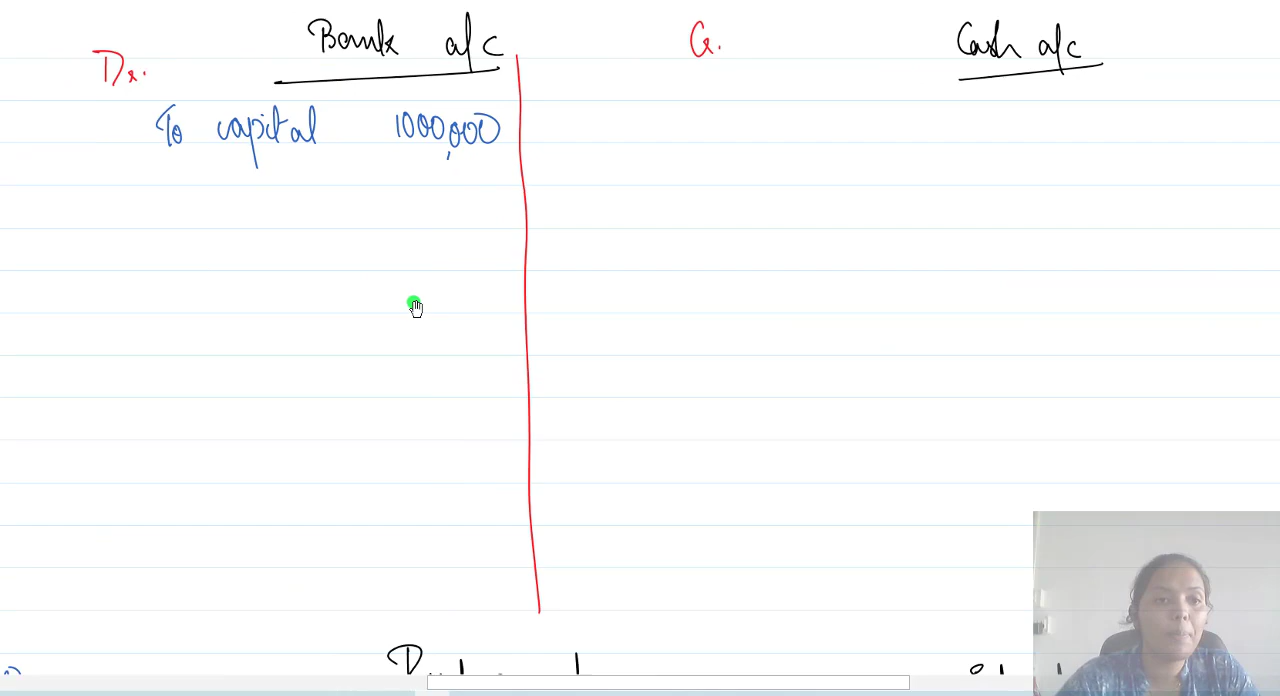 Bank a/c
Dr.
Cr.
Cash a/c
To capital 1000,000